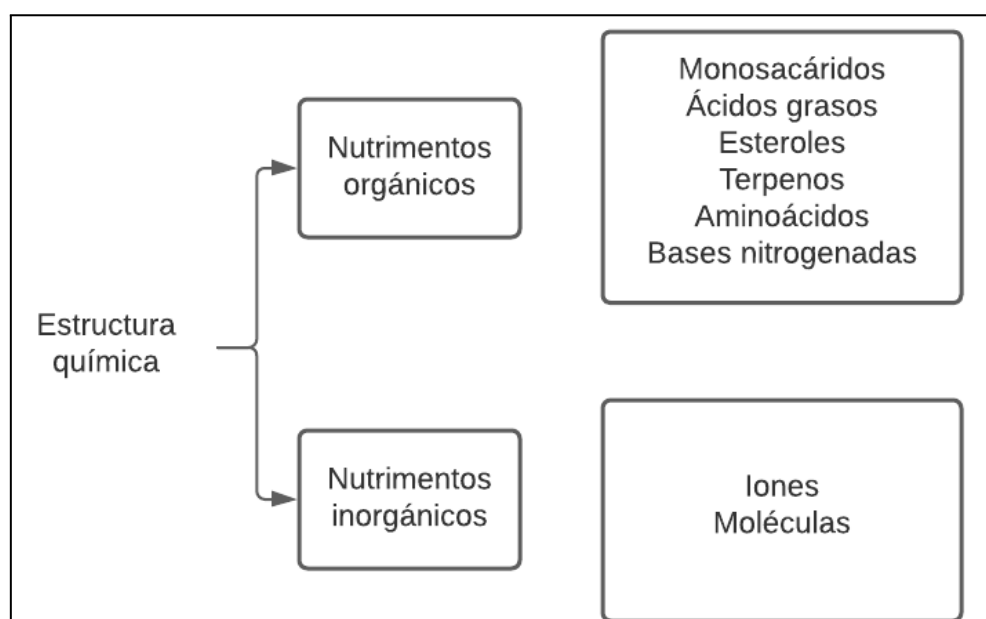 Estructura
química
Nutrimentos
orgánicos
Monosacáridos
Ácidos grasos
Esteroles
Terpenos
Aminoácidos
Bases nitrogenadas
Nutrimentos
inorgánicos
Iones
Moléculas